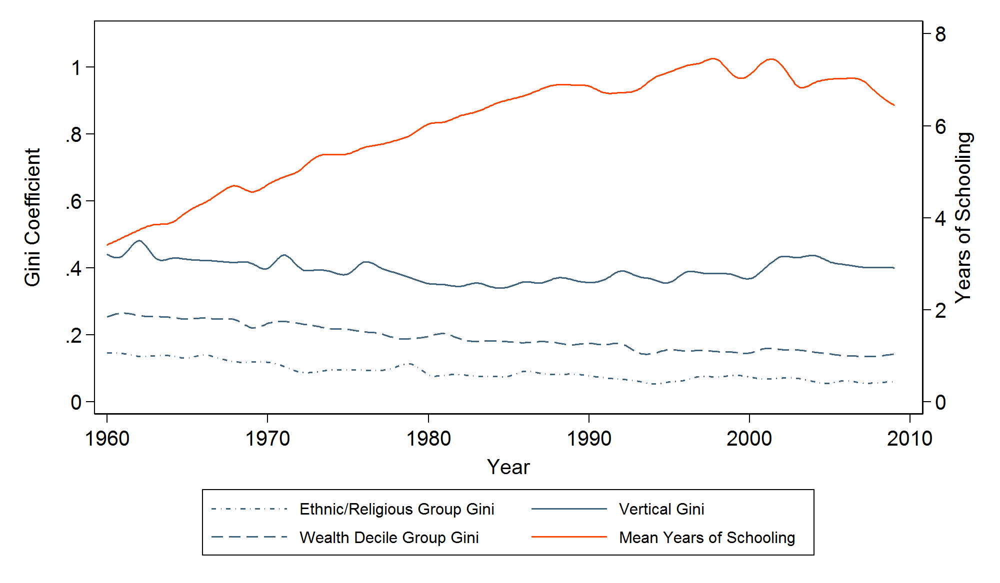 Gini Coefficient
1
.8
.6
.4
.2
0
8
6
4
2
0
Years of Schooling
1960 1970 1980 1990 2000 2010
Year
Ethnic/Religious Group Gini Vertical Gini
Wealth Decile Group Gini Mean Years of Schooling